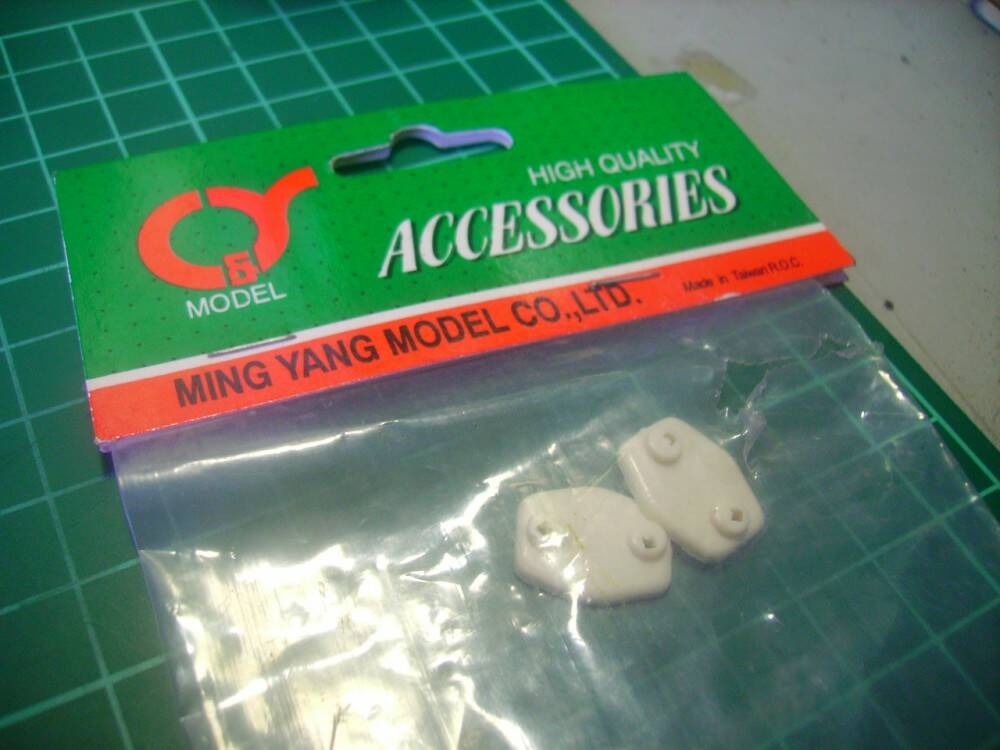 HIGH QUALITY
ACCESSORIES
&
MODEL
Made in Taiwan R.O.C.
MING YANG MODEL CO.,LTD.